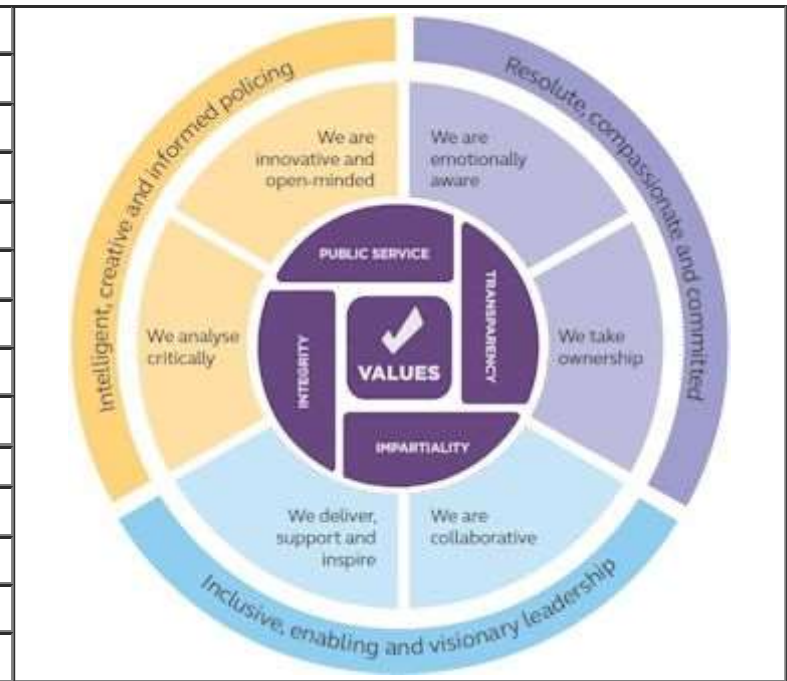 Intelligent, creative and informed policing
Resolute, compassionate and committed
We are
innovative and
open-minded
We are
emotionally
aware
We analyse
critically
We take
ownership
PUBLIC SERVICE
TRANSPARENCY
INTEGRITY
VALUES
IMPARTIALITY
We deliver,
support and
inspire
We are
collaborative
Inclusive, enabling and visionary leadership